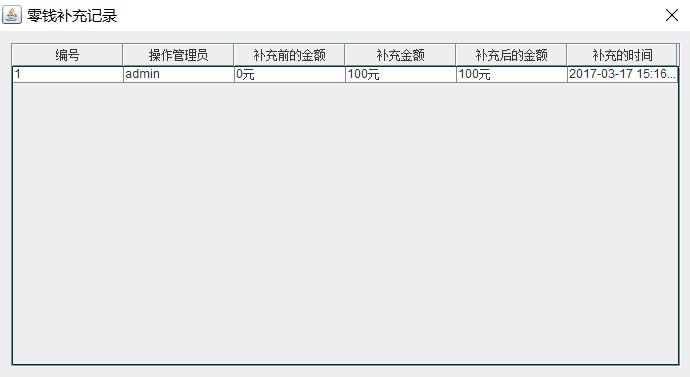 零钱补充记录
编号 操作管理员 补充前的金额 补充金额 补充后的金额 补充的时间
1 admin 0元 100元 100元 2017-03-17 15:16...